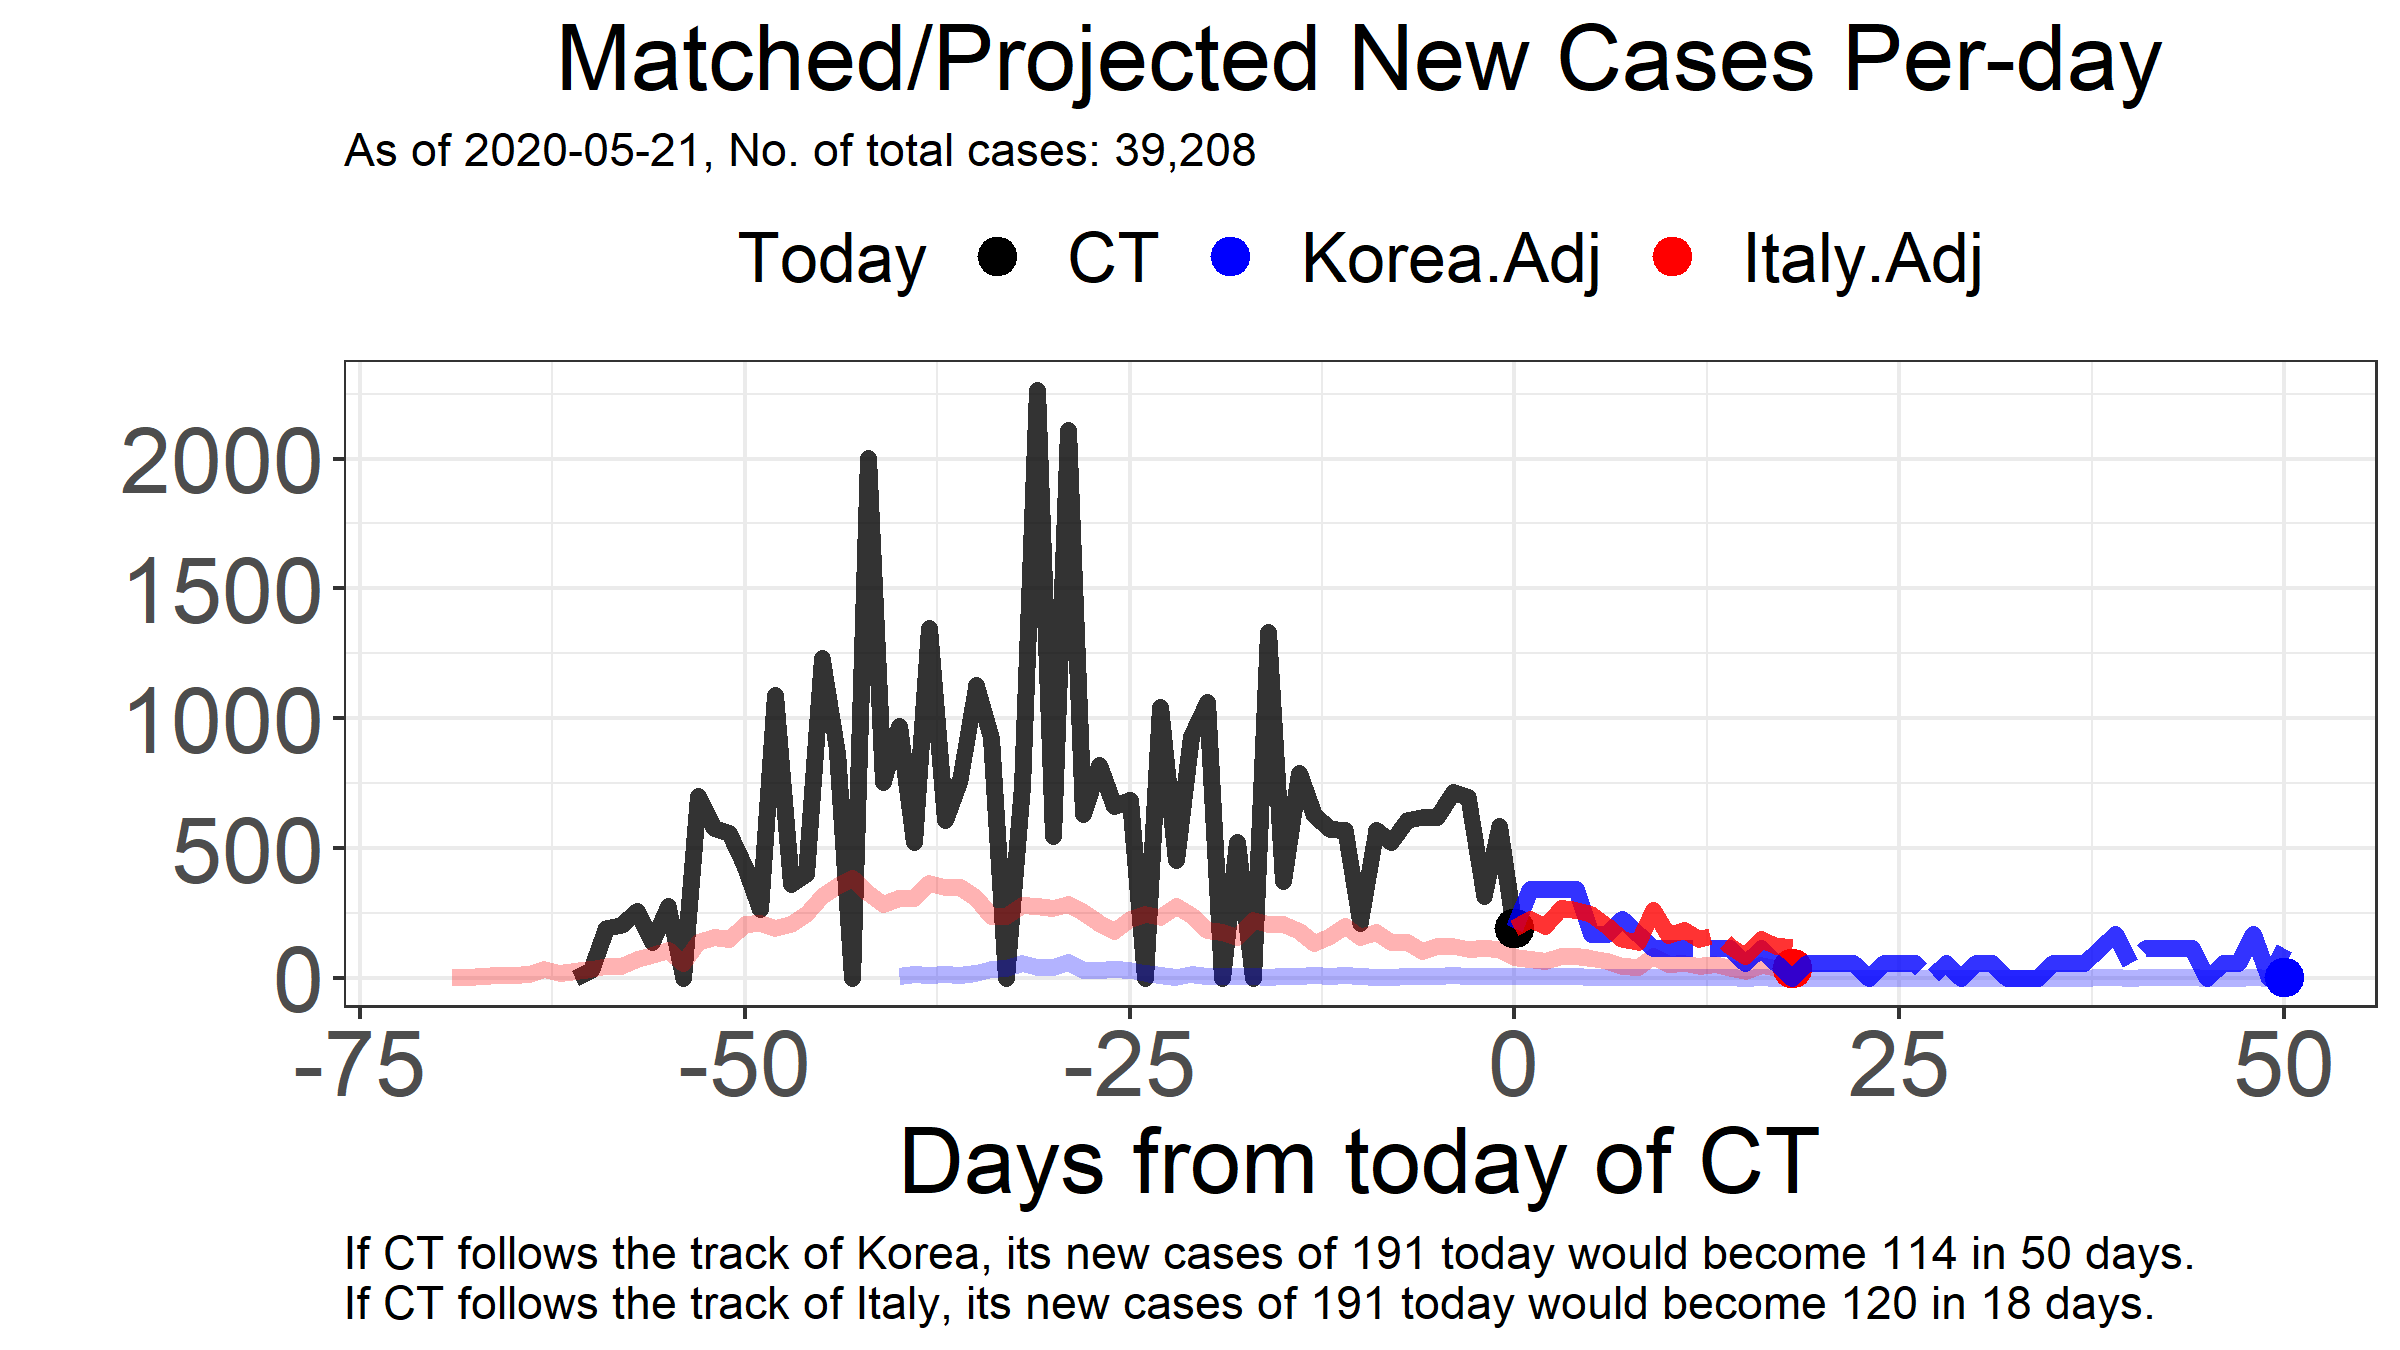 Matched/Projected New Cases Per-day
As of 2020-05-21, No. of total cases: 39,208
Today CT Korea.Adj Italy.Adj
2000
1500
1000
500
0
-75 -50 -25 0 25 50
Days from today of CT
If CT follows the track of Korea, its new cases of 191 today would become 114 in 50 days.
If CT follows the track of Italy, its new cases of 191 today would become 120 in 18 days.